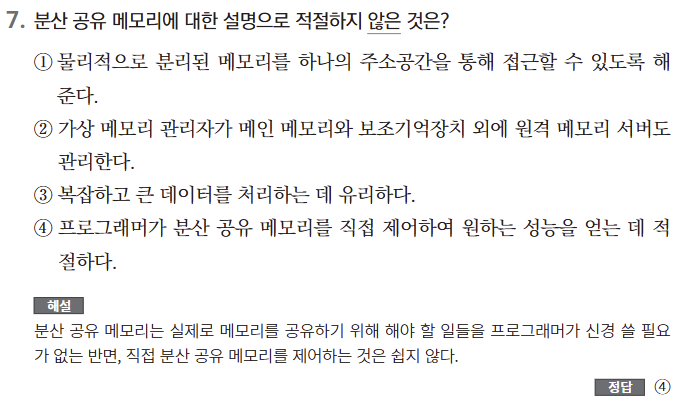 7. 분산 공유 메모리에 대한 설명으로 적절하지 않은 것은?
① 물리적으로 분리된 메모리를 하나의 주소공간을 통해 접근할 수 있도록 해
준다.
② 가상 메모리 관리자가 메인 메모리와 보조기억장치 외에 원격 메모리 서버도
관리한다.
③ 복잡하고 큰 데이터를 처리하는 데 유리하다.
④ 프로그래머가 분산 공유 메모리를 직접 제어하여 원하는 성능을 얻는 데 적
절하다.
해설
분산 공유 메모리는 실제로 메모리를 공유하기 위해 해야 할 일들을 프로그래머가 신경 쓸 필요
가 없는 반면, 직접 분산 공유 메모리를 제어하는 것은 쉽지 않다.
정답 ④